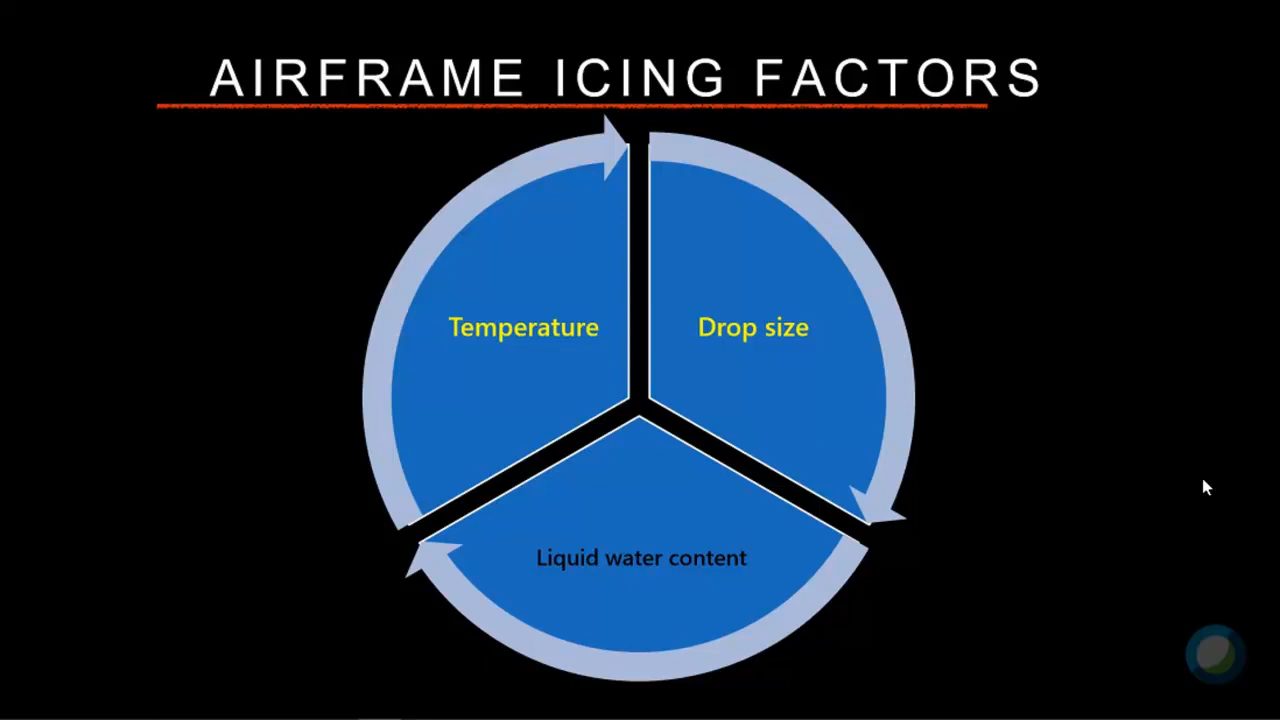 AIRFRAME ICING FACTORS
Temperature
Drop size
Liquid water content